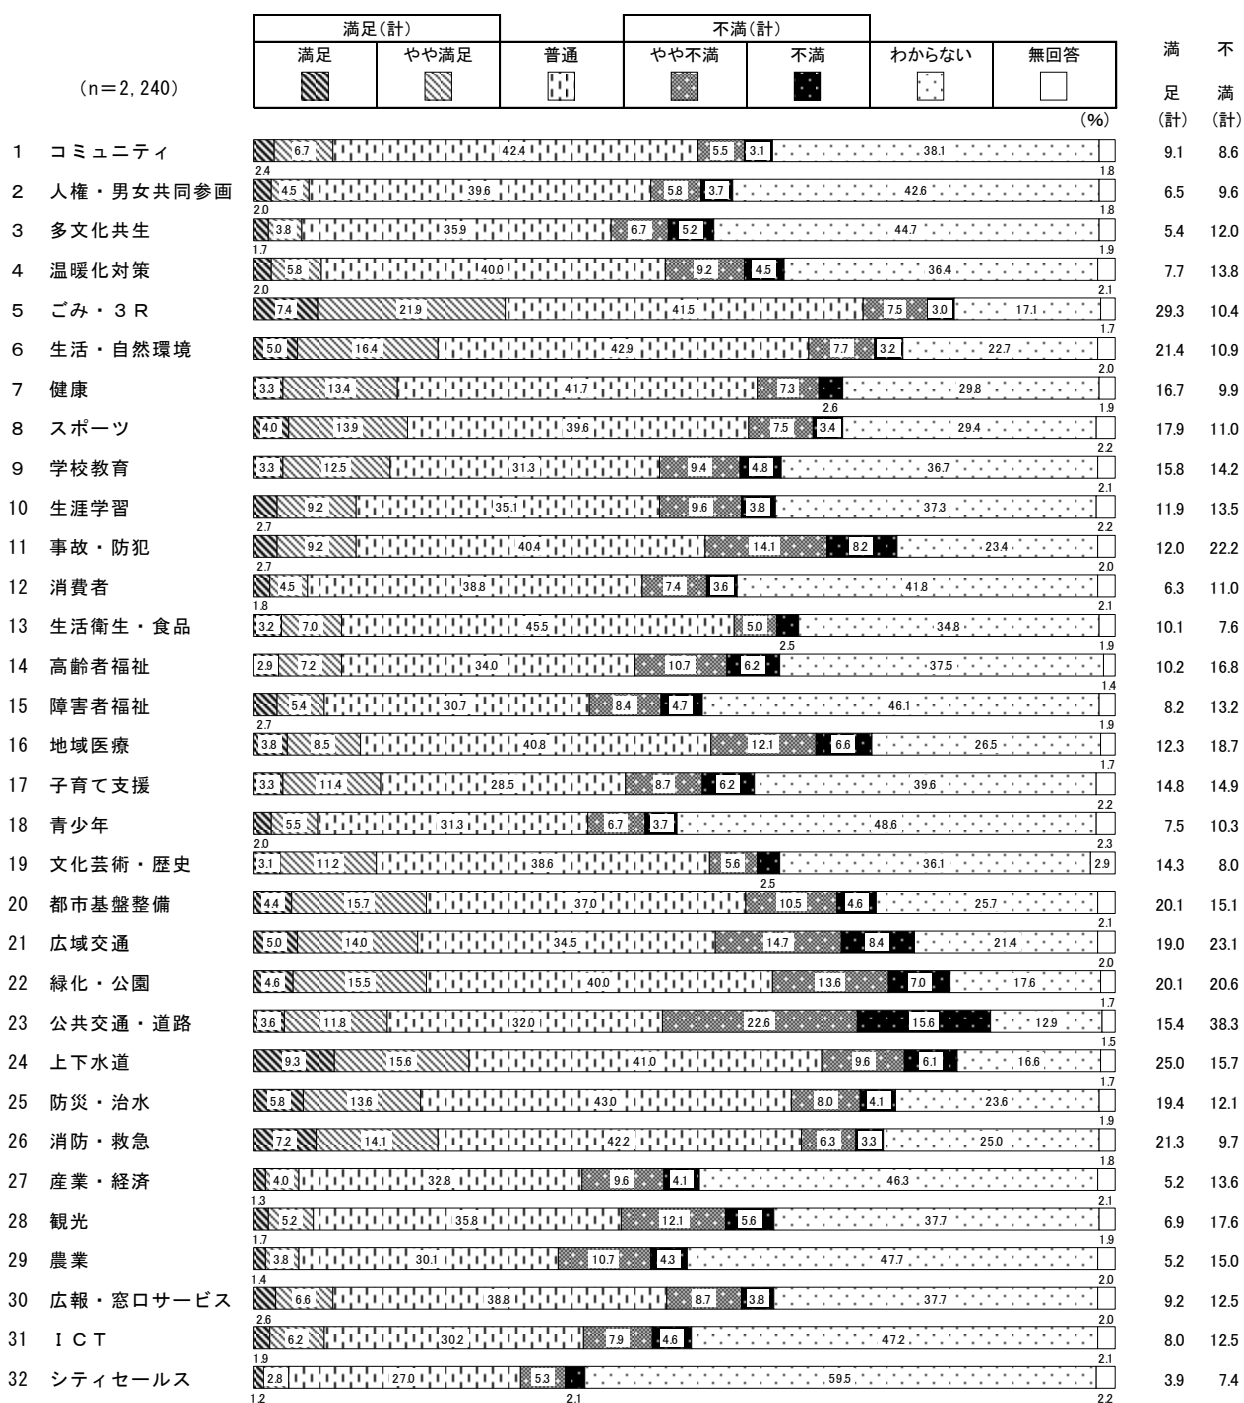 満足(計) 不満(計)
満足 やや満足 普通 やや不満 不満 わからない 無回答 満足(計) 不満(計)
(n＝2,240)
(%)
1 コミュニティ 2.4 6.7 42.4 5.5 3.1 38.1 1.8 9.1 8.6
2 人権・男女共同参画 2.0 4.5 39.6 5.8 3.7 42.6 1.8 6.5 9.6
3 多文化共生 1.7 3.8 35.9 6.7 5.2 44.7 1.9 5.4 12.0
4 温暖化対策 2.0 5.8 40.0 9.2 4.5 36.4 2.1 7.7 13.8
5 ごみ・３Ｒ 7.4 21.9 41.5 7.5 3.0 17.1 1.7 29.3 10.4
6 生活・自然環境 5.0 16.4 42.9 7.7 3.2 22.7 2.0 21.4 10.9
7 健康 3.3 13.4 41.7 7.3 2.6 29.8 1.9 16.7 9.9
8 スポーツ 4.0 13.9 39.6 7.5 3.4 29.4 2.2 17.9 11.0
9 学校教育 3.3 12.5 31.3 9.4 4.8 36.7 2.1 15.8 14.2
10 生涯学習 2.7 9.2 35.1 9.6 3.8 37.3 2.2 11.9 13.5
11 事故・防犯 2.7 9.2 40.4 14.1 8.2 23.4 2.0 12.0 22.2
12 消費者 1.8 4.5 38.8 7.4 3.6 41.8 2.1 6.3 11.0
13 生活衛生・食品 3.2 7.0 45.5 5.0 2.5 34.8 1.9 10.1 7.6
14 高齢者福祉 2.9 7.2 34.0 10.7 6.2 37.5 1.4 10.2 16.8
15 障害者福祉 2.7 5.4 30.7 8.4 4.7 46.1 1.9 8.2 13.2
16 地域医療 3.8 8.5 40.8 12.1 6.6 26.5 1.7 12.3 18.7
17 子育て支援 3.3 11.4 28.5 8.7 6.2 39.6 2.2 14.8 14.9
18 青少年 2.0 5.5 31.3 6.7 3.7 48.6 2.3 7.5 10.3
19 文化芸術・歴史 3.1 11.2 38.6 5.6 2.5 36.1 2.9 14.3 8.0
20 都市基盤整備 4.4 15.7 37.0 10.5 4.6 25.7 2.1 20.1 15.1
21 広域交通 5.0 14.0 34.5 14.7 8.4 21.4 2.0 19.0 23.1
22 緑化・公園 4.6 15.5 40.0 13.6 7.0 17.6 1.7 20.1 20.6
23 公共交通・道路 3.6 11.8 32.0 22.6 15.6 12.9 1.5 15.4 38.3
24 上下水道 9.3 15.6 41.0 9.6 6.1 16.6 1.7 25.0 15.7
25 防災・治水 5.8 13.6 43.0 8.0 4.1 23.6 1.9 19.4 12.1
26 消防・救急 7.2 14.1 42.2 6.3 3.3 25.0 1.8 21.3 9.7
27 産業・経済 1.3 4.0 32.8 9.6 4.1 46.3 2.1 5.2 13.6
28 観光 1.7 5.2 35.8 12.1 5.6 37.7 1.9 6.9 17.6
29 農業 1.4 3.8 30.1 10.7 4.3 47.7 2.0 5.2 15.0
30 広報・窓口サービス 2.6 6.6 38.8 8.7 3.8 37.7 2.0 9.2 12.5
31 ＩＣＴ 1.9 6.2 30.2 7.9 4.6 47.2 2.1 8.0 12.5
32 シティセールス 1.2 2.8 27.0 5.3 2.1 59.5 2.2 3.9 7.4